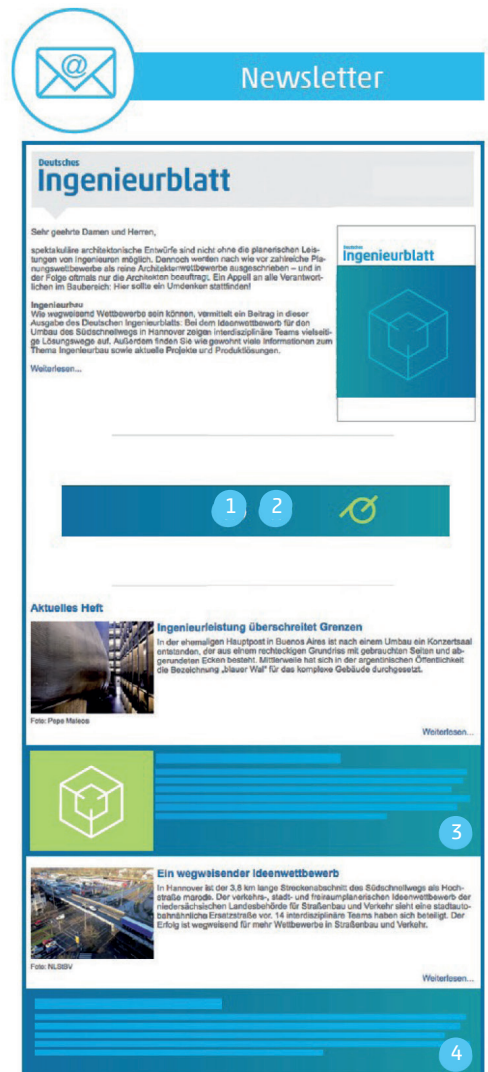 @
Newsletter
Deutsches
Ingenieurblatt
Sehr geehrte Damen und Herren,
spektakuläre architektonische Entwürfe sind nicht ohne die planerischen Leis-
tungen von Ingenieuren möglich. Dennoch werden nach wie vor zahlreiche Pla-
nungswettbewerbe als reine Architektenwettbewerbe ausgeschrieben – und in
der Folge oftmals nur die Architekten beauftragt. Ein Appell an alle Verantwort-
lichen im Baubereich: Hier sollte ein Umdenken stattfinden!
Ingenieurbau
Wie wegweisend Wettbewerbe sein können, vermittelt ein Beitrag in dieser
Ausgabe des Deutschen Ingenieurblatts: Bei dem Ideenwettbewerb für den
Umbau des Südschnellwegs in Hannover zeigen interdisziplinäre Teams vielseiti-
ge Lösungswege auf. Außerdem finden Sie wie gewohnt viele Informationen zum
Thema Ingenieurbau sowie aktuelle Projekte und Produktlösungen.
Weiterlesen...
Deutsches
Ingenieurblatt
1 2
Aktuelles Heft
Ingenieurleistung überschreitet Grenzen
In der ehemaligen Hauptpost in Buenos Aires ist nach einem Umbau ein Konzertsaal
entstanden, der aus einem rechteckigen Grundriss mit gebrauchten Seiten und ab-
gerundeten Ecken besteht. Mittlerweile hat sich in der argentinischen Öffentlichkeit
die Bezeichnung „blauer Wal" für das komplexe Gebäude durchgesetzt.
Foto: Pepe Mateos
Weiterlesen...
3
Ein wegweisender Ideenwettbewerb
In Hannover ist der 3,8 km lange Streckenabschnitt des Südschnellwegs als Hoch-
straße marode. Der verkehrs-, stadt- und freiraumplanerischen Ideenwettbewerb der
niedersächsischen Landesbehörde für Straßenbau und Verkehr sieht eine stadtauto-
bahnähnliche Ersatzstraße vor. 14 interdisziplinäre Teams haben sich beteiligt. Der
Erfolg ist wegweisend für mehr Wettbewerbe in Straßenbau und Verkehr.
Foto: NLStBV
Weiterlesen...
4